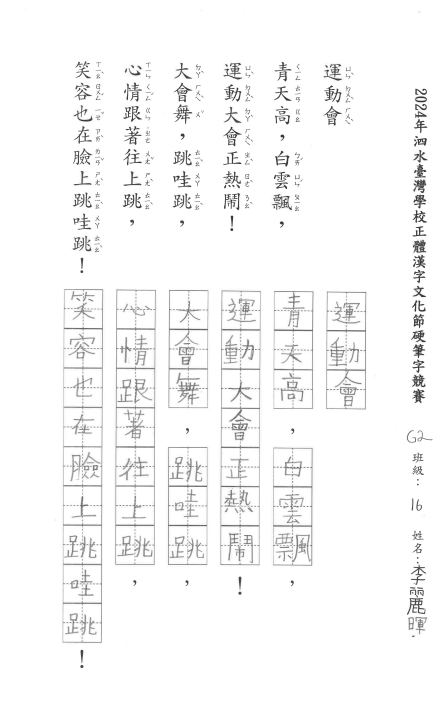 2024年泗水臺灣學校正體漢字文化節硬筆字競賽
G2 班級：16 姓名：李麗暉
運動會
青天高，白雲飄，
運動大會正熱鬧！
大會舞，跳哇跳，
心情跟著往上跳，
笑容也在臉上跳哇跳！
運動會
青天高，白雲飄，
運動大會正熱鬧！
大會舞，跳哇跳，
心情跟著往上跳，
笑容也在臉上跳哇跳！